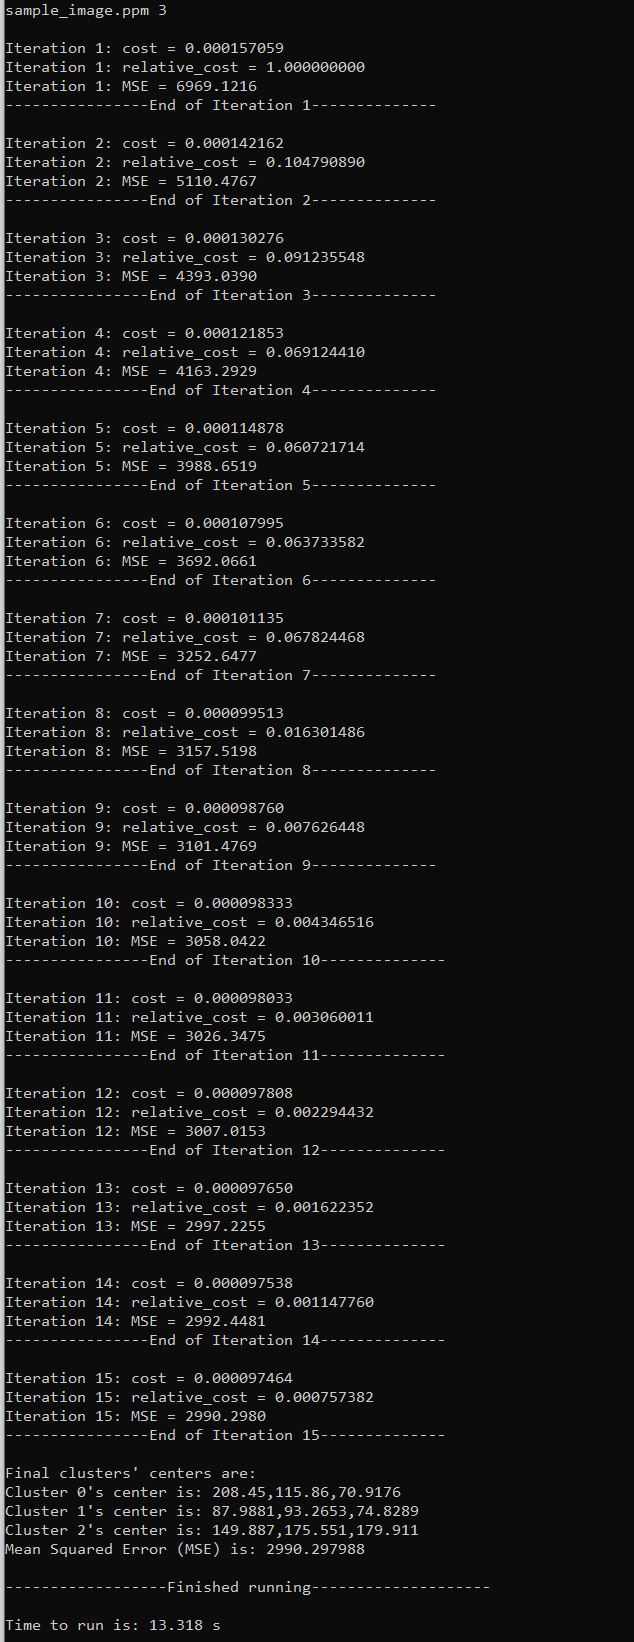 sample_image.ppm 3
Iteration 1: cost = 0.000157059
Iteration 1: relative_cost = 1.000000000
Iteration 1: MSE = 6969.1216
----------------End of Iteration 1--------------
Iteration 2: cost = 0.000142162
Iteration 2: relative_cost = 0.104790890
Iteration 2: MSE = 5110.4767
----------------End of Iteration 2--------------
Iteration 3: cost = 0.000130276
Iteration 3: relative_cost = 0.091235548
Iteration 3: MSE = 4393.0390
----------------End of Iteration 3--------------
Iteration 4: cost = 0.000121853
Iteration 4: relative_cost = 0.069124410
Iteration 4: MSE = 4163.2929
----------------End of Iteration 4--------------
Iteration 5: cost = 0.000114878
Iteration 5: relative_cost = 0.060721714
Iteration 5: MSE = 3988.6519
----------------End of Iteration 5--------------
Iteration 6: cost = 0.000107995
Iteration 6: relative_cost = 0.063733582
Iteration 6: MSE = 3692.0661
----------------End of Iteration 6--------------
Iteration 7: cost = 0.000101135
Iteration 7: relative_cost = 0.067824468
Iteration 7: MSE = 3252.6477
----------------End of Iteration 7--------------
Iteration 8: cost = 0.000099513
Iteration 8: relative_cost = 0.016301486
Iteration 8: MSE = 3157.5198
----------------End of Iteration 8--------------
Iteration 9: cost = 0.000098760
Iteration 9: relative_cost = 0.007626448
Iteration 9: MSE = 3101.4769
----------------End of Iteration 9--------------
Iteration 10: cost = 0.000098333
Iteration 10: relative_cost = 0.004346516
Iteration 10: MSE = 3058.0422
----------------End of Iteration 10--------------
Iteration 11: cost = 0.000098033
Iteration 11: relative_cost = 0.003060011
Iteration 11: MSE = 3026.3475
----------------End of Iteration 11--------------
Iteration 12: cost = 0.000097808
Iteration 12: relative_cost = 0.002294432
Iteration 12: MSE = 3007.0153
----------------End of Iteration 12--------------
Iteration 13: cost = 0.000097650
Iteration 13: relative_cost = 0.001622352
Iteration 13: MSE = 2997.2255
----------------End of Iteration 13--------------
Iteration 14: cost = 0.000097538
Iteration 14: relative_cost = 0.001147760
Iteration 14: MSE = 2992.4481
----------------End of Iteration 14--------------
Iteration 15: cost = 0.000097464
Iteration 15: relative_cost = 0.000757382
Iteration 15: MSE = 2990.2980
----------------End of Iteration 15--------------
Final clusters' centers are:
Cluster 0's center is: 208.45,115.86,70.9176
Cluster 1's center is: 87.9881,93.2653,74.8289
Cluster 2's center is: 149.887,175.551,179.911
Mean Squared Error (MSE) is: 2990.297988
------------------Finished running--------------------
Time to run is: 13.318 s